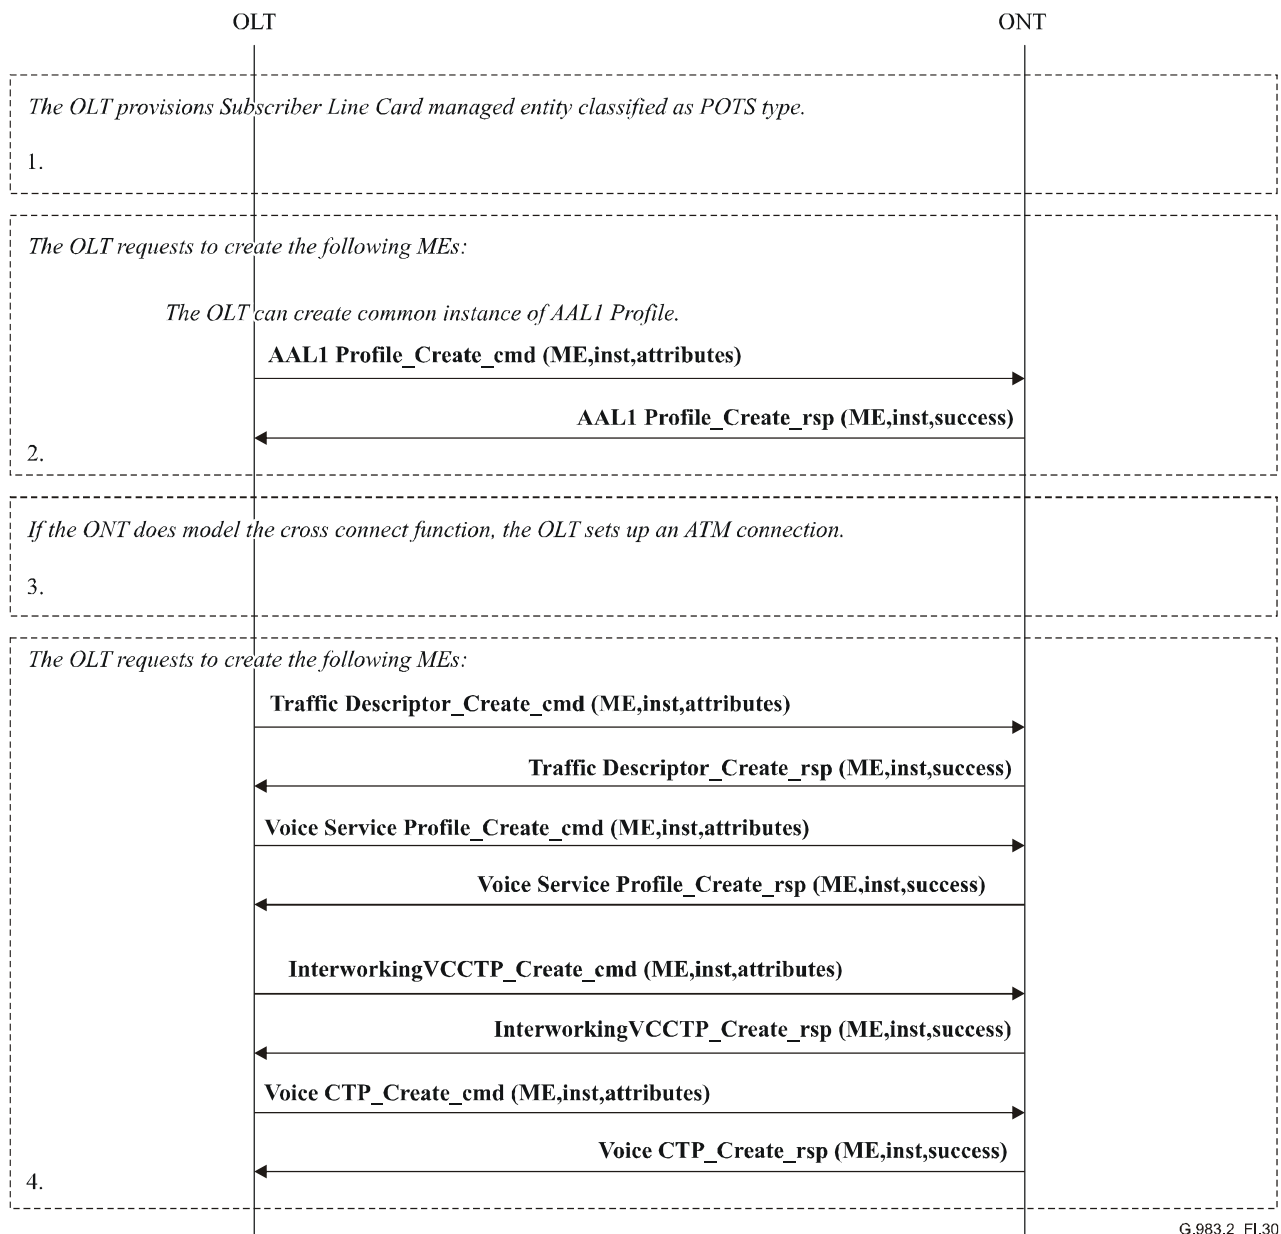 OLT ONT
The OLT provisions Subscriber Line Card managed entity classified as POTS type.
1.
The OLT requests to create the following MEs:
The OLT can create common instance of AAL1 Profile.
AAL1 Profile_Create_cmd (ME,inst,attributes)
AAL1 Profile_Create_rsp (ME,inst,success)
2.
If the ONT does model the cross connect function, the OLT sets up an ATM connection.
3.
The OLT requests to create the following MEs:
Traffic Descriptor_Create_cmd (ME,inst,attributes)
Traffic Descriptor_Create_rsp (ME,inst,success)
Voice Service Profile_Create_cmd (ME,inst,attributes)
Voice Service Profile_Create_rsp (ME,inst,success)
InterworkingVCCTP_Create_cmd (ME,inst,attributes)
InterworkingVCCTP_Create_rsp (ME,inst,success)
Voice CTP_Create_cmd (ME,inst,attributes)
Voice CTP_Create_rsp (ME,inst,success)
4.
G.983.2_FI.30